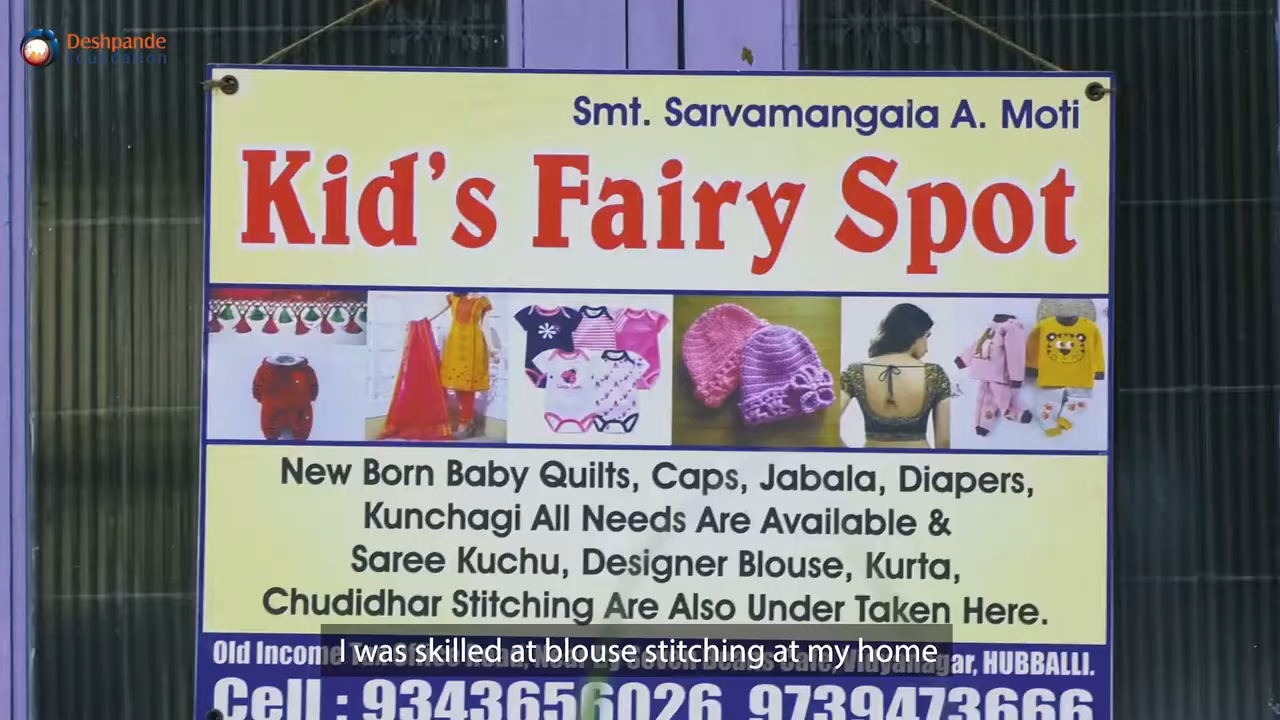 Deshpande
Foundation
Smt. Sarvamangala A. Moti
Kid's Fairy Spot
New Born Baby Quilts, Caps, Jabala, Diapers,
Kunchagi All Needs Are Available &
Saree Kuchu, Designer Blouse, Kurta,
Chudidhar Stitching Are Also Under Taken Here.
Old Income HUBBALLI.
I was skilled at blouse stitching at my home
Cell : 9343656026, 9739473666